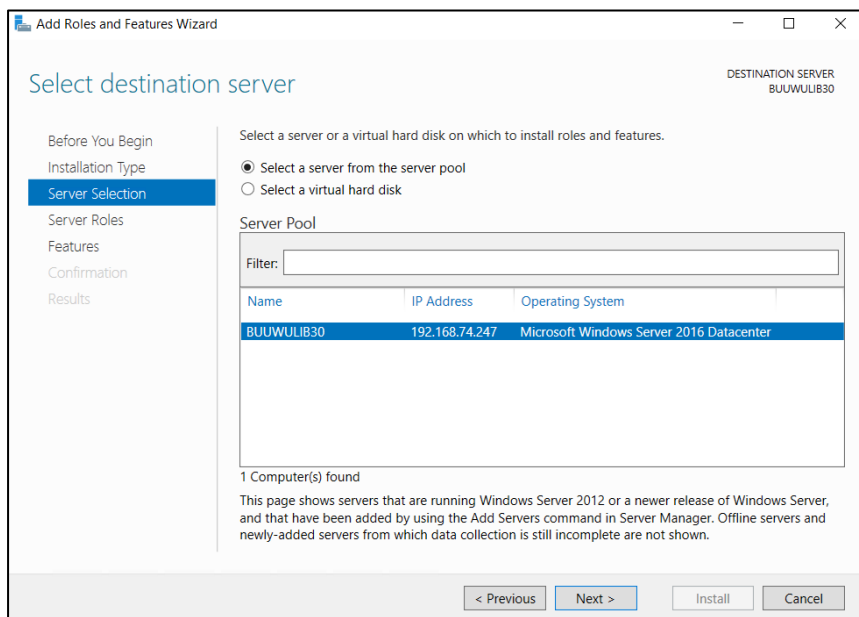 Add Roles and Features Wizard
Select destination server
DESTINATION SERVER
BUUWULIB30
Before You Begin
Installation Type
Server Selection
Server Roles
Features
Confirmation
Results
Select a server or a virtual hard disk on which to install roles and features.
Select a server from the server pool
Select a virtual hard disk
Server Pool
Filter:
Name IP Address Operating System
BUUWULIB30 192.168.74.247 Microsoft Windows Server 2016 Datacenter
1 Computer(s) found
This page shows servers that are running Windows Server 2012 or a newer release of Windows Server,
and that have been added by using the Add Servers command in Server Manager. Offline servers and
newly-added servers from which data collection is still incomplete are not shown.
< Previous Next > Install Cancel